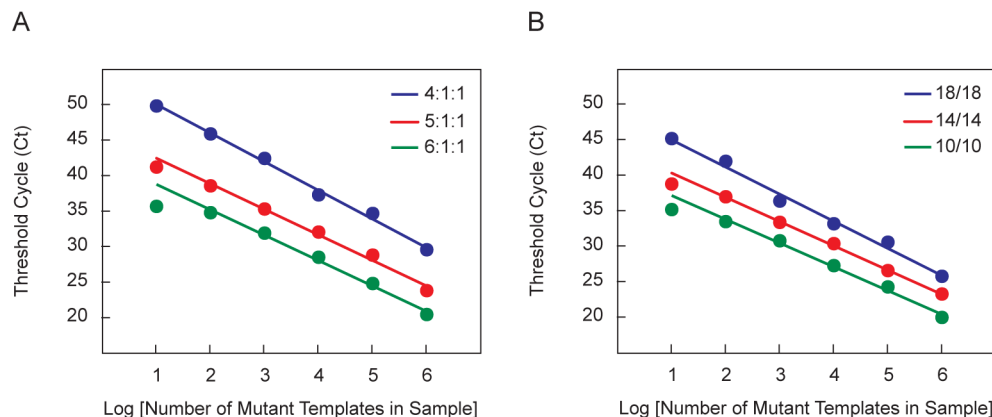 A
Threshold Cycle (Ct)
50
45
40
35
30
25
20
4:1:1
5:1:1
6:1:1
1 2 3 4 5 6
Log [Number of Mutant Templates in Sample]
B
Threshold Cycle (Ct)
50
45
40
35
30
25
20
18/18
14/14
10/10
1 2 3 4 5 6
Log [Number of Mutant Templates in Sample]